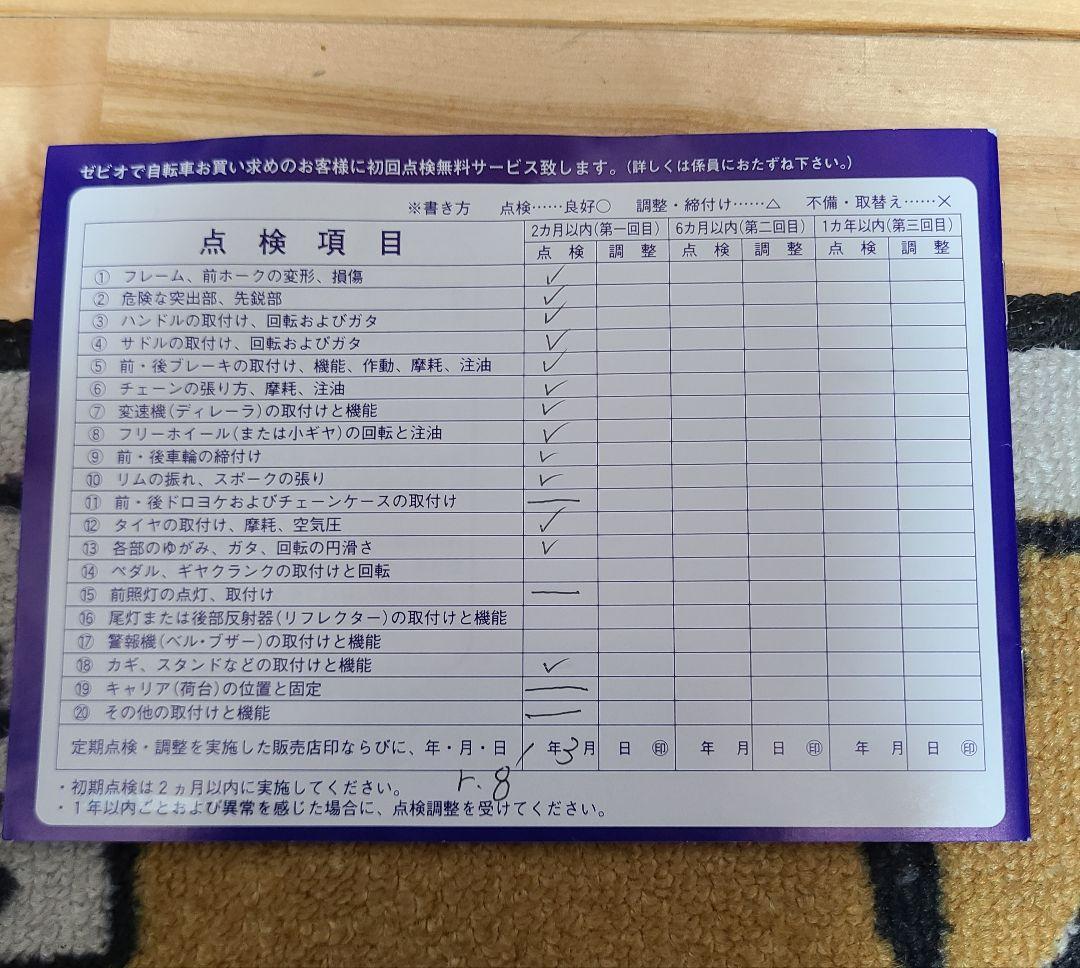 ゼビオで自転車お買い求めのお客様に初回点検無料サービス致します。(詳しくは係員におたずね下さい。)
※書き方 点検……良好○ 調整・締付け……△ 不備・取替え……×
点検項目 2カ月以内(第一回目) 6カ月以内(第二回目) 1カ年以内(第三回目)
点検 調整 点検 調整 点検 調整
① フレーム、前ホークの変形、損傷 ✓
② 危険な突出部、先鋭部 ✓
③ ハンドルの取付け、回転およびガタ ✓
④ サドルの取付け、回転およびガタ ✓
⑤ 前・後ブレーキの取付け、機能、作動、摩耗、注油 ✓
⑥ チェーンの張り方、摩耗、注油 ✓
⑦ 変速機(ディレーラ)の取付けと機能 ✓
⑧ フリーホイール(または小ギヤ)の回転と注油 ✓
⑨ 前・後車輪の締付け ✓
⑩ リムの振れ、スポークの張り ✓
⑪ 前・後ドロヨケおよびチェーンケースの取付け ―
⑫ タイヤの取付け、摩耗、空気圧 ✓
⑬ 各部のゆがみ、ガタ、回転の円滑さ ✓
⑭ ペダル、ギヤクランクの取付けと回転
⑮ 前照灯の点灯、取付け ―
⑯ 尾灯または後部反射器(リフレクター)の取付けと機能
⑰ 警報機(ベル・ブザー)の取付けと機能
⑱ カギ、スタンドなどの取付けと機能 ✓
⑲ キャリア(荷台)の位置と固定 ―
⑳ その他の取付けと機能 ―
定期点検・調整を実施した販売店印ならびに、年・月・日 / 年3月 日 ㊞ 年 月 日 ㊞ 年 月 日 ㊞
r.8
・初期点検は2ヵ月以内に実施してください。
・1年以内ごとおよび異常を感じた場合に、点検調整を受けてください。